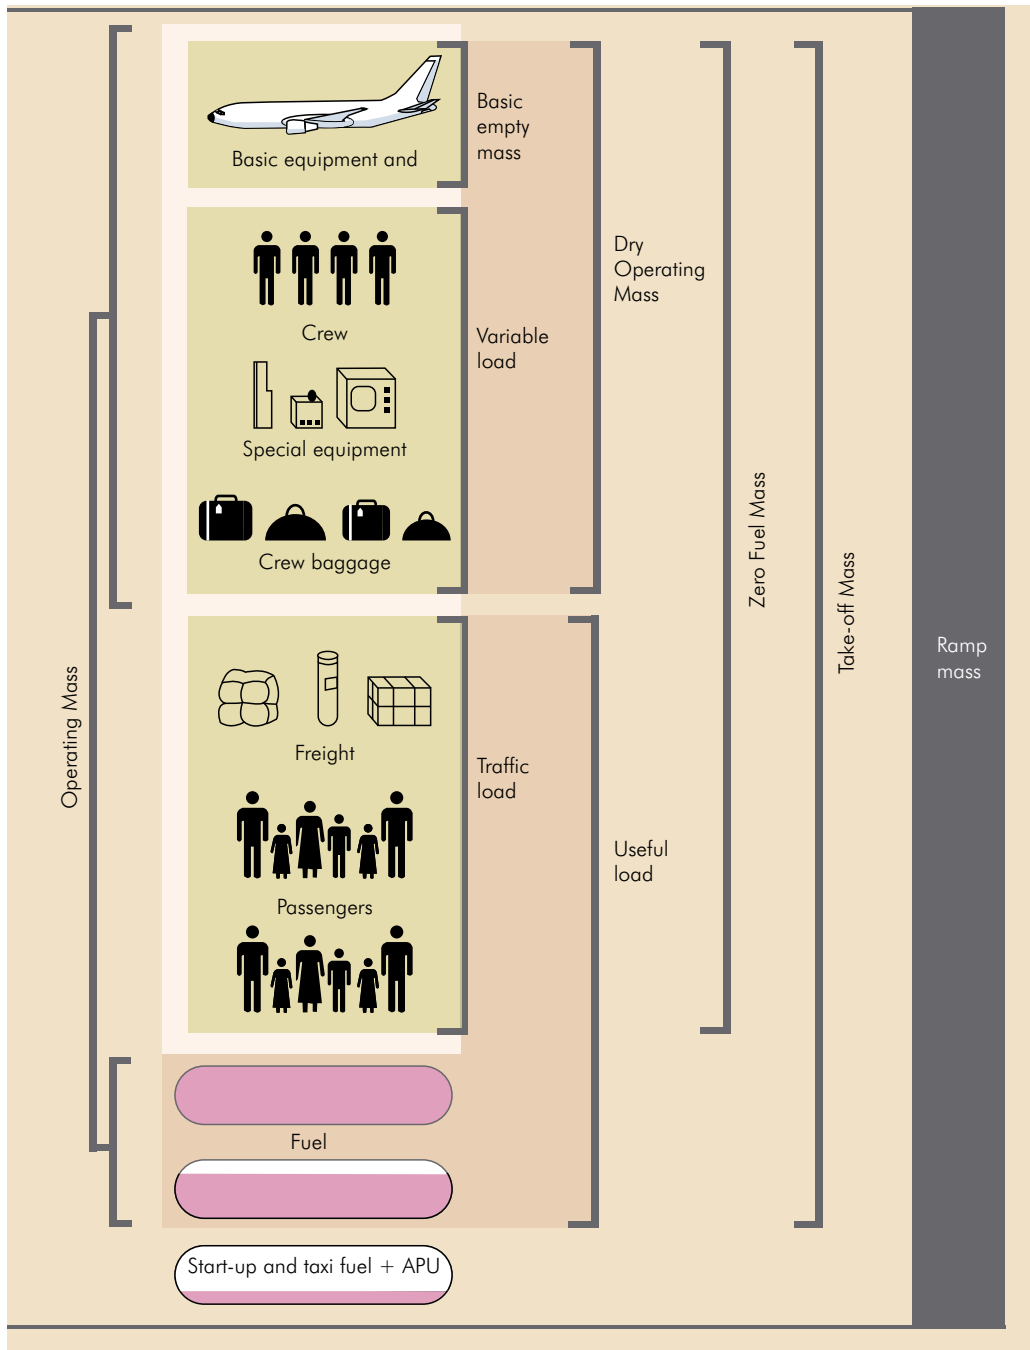 Basic equipment and
Basic
empty
mass
Crew
Special equipment
Crew baggage
Variable
load
Dry
Operating
Mass
Freight
Passengers
Traffic
load
Useful
load
Operating Mass
Zero Fuel Mass
Take-off Mass
Ramp
mass
Fuel
Start-up and taxi fuel + APU